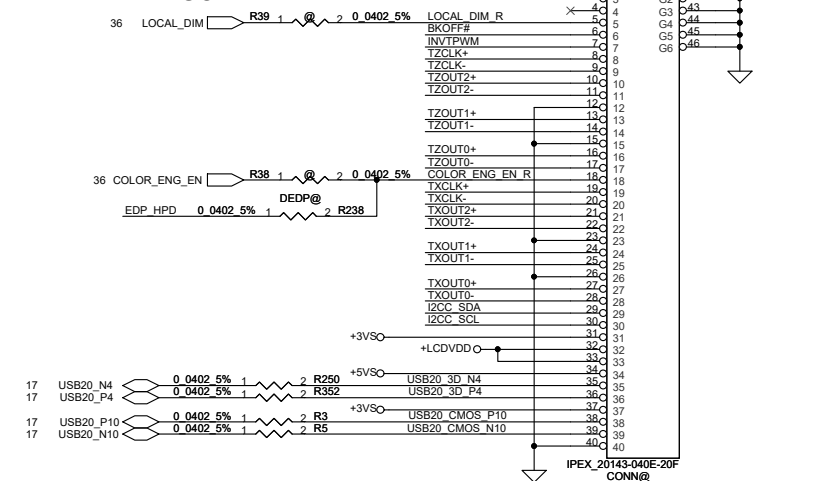 3 G2
4 4 G3 43
36 LOCAL_DIM R39 1 @ 2 0_0402_5% LOCAL_DIM_R 5 5 G4 44
BKOFF# 6 6 G5 45
INVTPWM 7 7 G6 46
TZCLK+ 8 8
TZCLK- 9 9
TZOUT2+ 10 10
TZOUT2- 11 11
12 12
TZOUT1+ 13 13
TZOUT1- 14 14
15 15
TZOUT0+ 16 16
TZOUT0- 17 17
36 COLOR_ENG_EN R38 1 @ 2 0_0402_5% COLOR_ENG_EN_R 18 18
DEDP@ TXCLK+ 19 19
TXCLK- 20 20
EDP_HPD 0_0402_5% 1 2 R238 TXOUT2+ 21 21
TXOUT2- 22 22
23 23
TXOUT1+ 24 24
TXOUT1- 25 25
26 26
TXOUT0+ 27 27
TXOUT0- 28 28
I2CC_SDA 29 29
I2CC_SCL 30 30
+3VS 31 31
+LCDVDD 32 32
33 33
+5VS 34 34
17 USB20_N4 0_0402_5% 1 2 R250 USB20_3D_N4 35 35
17 USB20_P4 0_0402_5% 1 2 R352 USB20_3D_P4 36 36
+3VS 37 37
17 USB20_P10 0_0402_5% 1 2 R3 USB20_CMOS_P10 38 38
17 USB20_N10 0_0402_5% 1 2 R5 USB20_CMOS_N10 39 39
40 40
IPEX_20143-040E-20F
CONN@